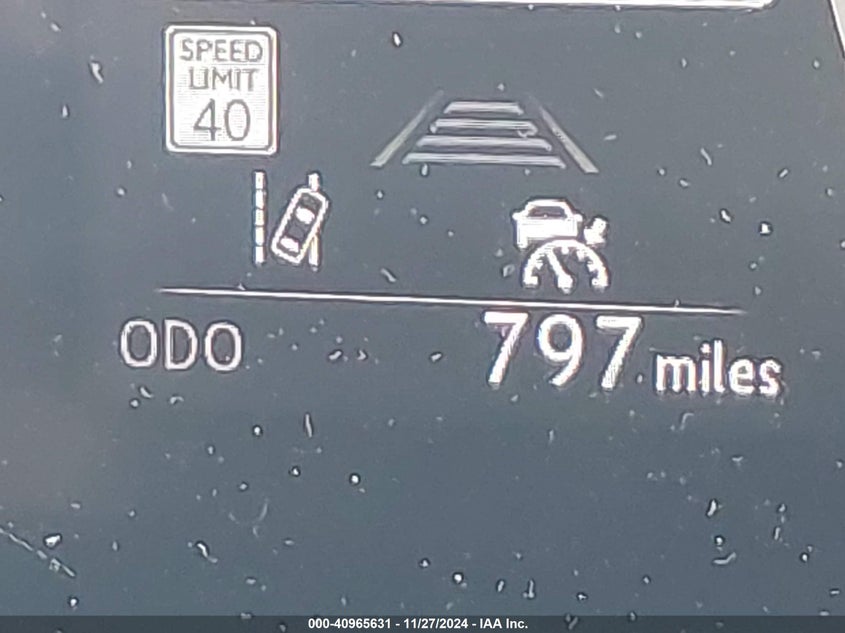 SPEED
LIMIT
40
ODO 797 miles
000-40965631 - 11/27/2024 - IAA Inc.